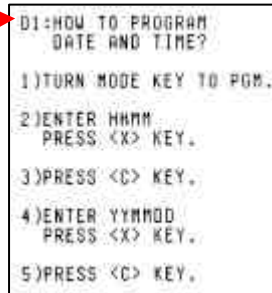 D1:HOW TO PROGRAM
DATE AND TIME?
1)TURN MODE KEY TO PGM.
2)ENTER HHMM
PRESS <X> KEY.
3)PRESS <C> KEY.
4)ENTER YYMMDD
PRESS <X> KEY.
5)PRESS <C> KEY.